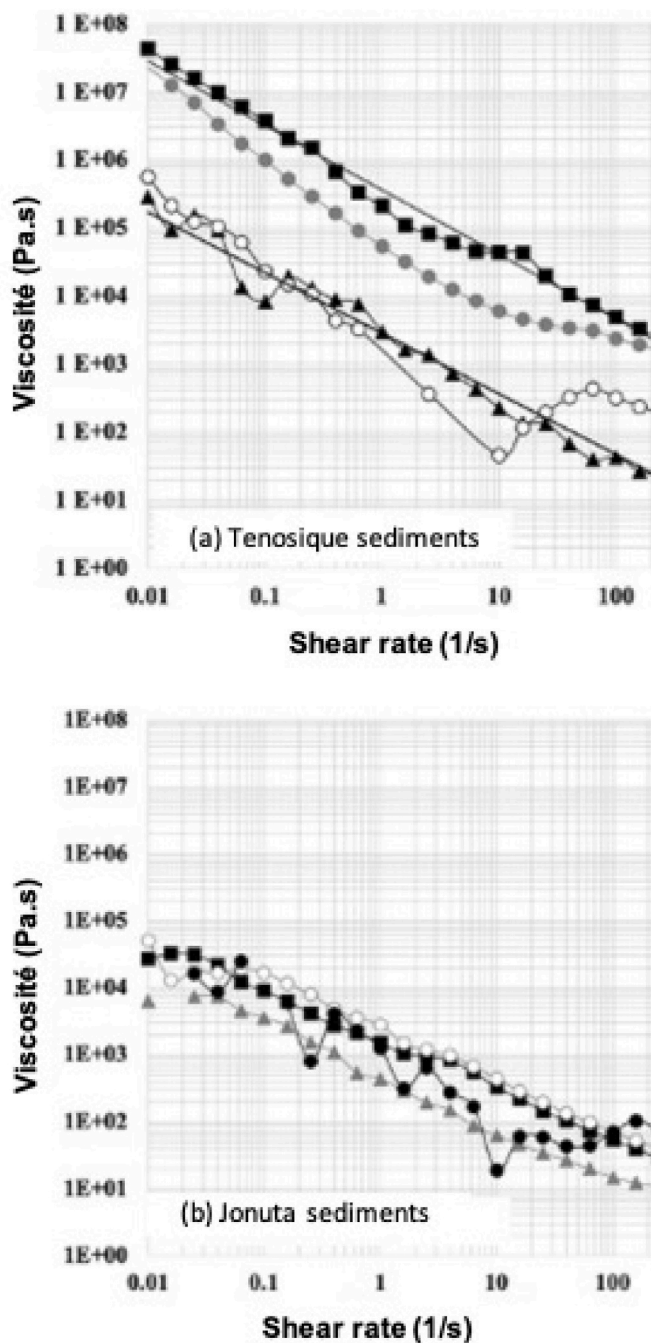 1 E+08
1 E+07
1 E+06
1 E+05
1 E+04
1 E+03
1 E+02
1 E+01
1 E+00
Viscosité (Pa.s)
(a) Tenosique sediments
0.01 0.1 1 10 100
Shear rate (1/s)
1E+08
1E+07
1E+06
1E+05
1E+04
1E+03
1E+02
1E+01
1E+00
Viscosité (Pa.s)
(b) Jonuta sediments
0.01 0.1 1 10 100
Shear rate (1/s)